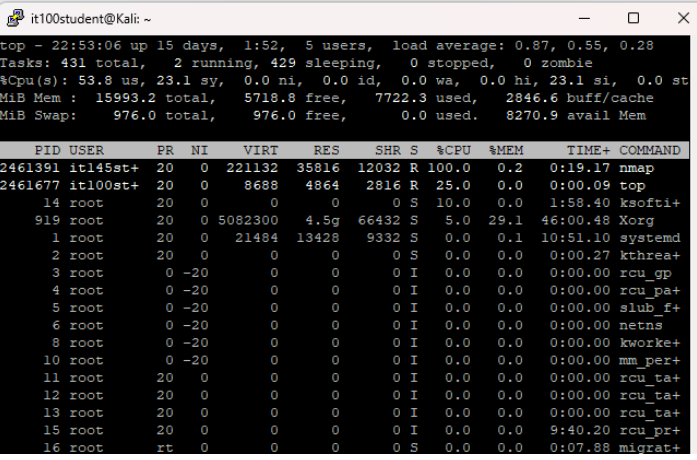 it100student@Kali: ~
top - 22:53:06 up 15 days,  1:52,  5 users,  load average: 0.87, 0.55, 0.28
Tasks: 431 total,   2 running, 429 sleeping,   0 stopped,   0 zombie
%Cpu(s): 53.8 us, 23.1 sy,  0.0 ni,  0.0 id,  0.0 wa,  0.0 hi, 23.1 si,  0.0 st
MiB Mem :  15993.2 total,   5718.8 free,   7722.3 used,   2846.6 buff/cache
MiB Swap:    976.0 total,    976.0 free,      0.0 used.   8270.9 avail Mem
PID USER      PR  NI    VIRT    RES    SHR S  %CPU  %MEM     TIME+ COMMAND
2461391 it145st+  20   0  221132  35816  12032 R 100.0   0.2   0:19.17 nmap
2461677 it100st+  20   0    8688   4864   2816 R  25.0   0.0   0:00.09 top
14 root      20   0       0      0      0 S  10.0   0.0   1:58.40 ksofti+
919 root      20   0 5082300   4.5g  66432 S   5.0  29.1  46:00.48 Xorg
1 root      20   0   21484  13428   9332 S   0.0   0.1  10:51.10 systemd
2 root      20   0       0      0      0 S   0.0   0.0   0:00.27 kthrea+
3 root       0 -20       0      0      0 I   0.0   0.0   0:00.00 rcu_gp
4 root       0 -20       0      0      0 I   0.0   0.0   0:00.00 rcu_pa+
5 root       0 -20       0      0      0 I   0.0   0.0   0:00.00 slub_f+
6 root       0 -20       0      0      0 I   0.0   0.0   0:00.00 netns
8 root       0 -20       0      0      0 I   0.0   0.0   0:00.00 kworke+
10 root       0 -20       0      0      0 I   0.0   0.0   0:00.00 mm_per+
11 root      20   0       0      0      0 I   0.0   0.0   0:00.00 rcu_ta+
12 root      20   0       0      0      0 I   0.0   0.0   0:00.00 rcu_ta+
13 root      20   0       0      0      0 I   0.0   0.0   0:00.00 rcu_ta+
15 root      20   0       0      0      0 I   0.0   0.0   9:40.20 rcu_pr+
16 root      rt   0       0      0      0 S   0.0   0.0   0:07.88 migrat+